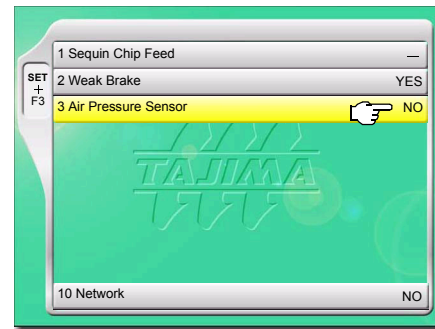 1 Sequin Chip Feed —
SET
+
F3
2 Weak Brake YES
3 Air Pressure Sensor NO
TAJIMA
10 Network NO